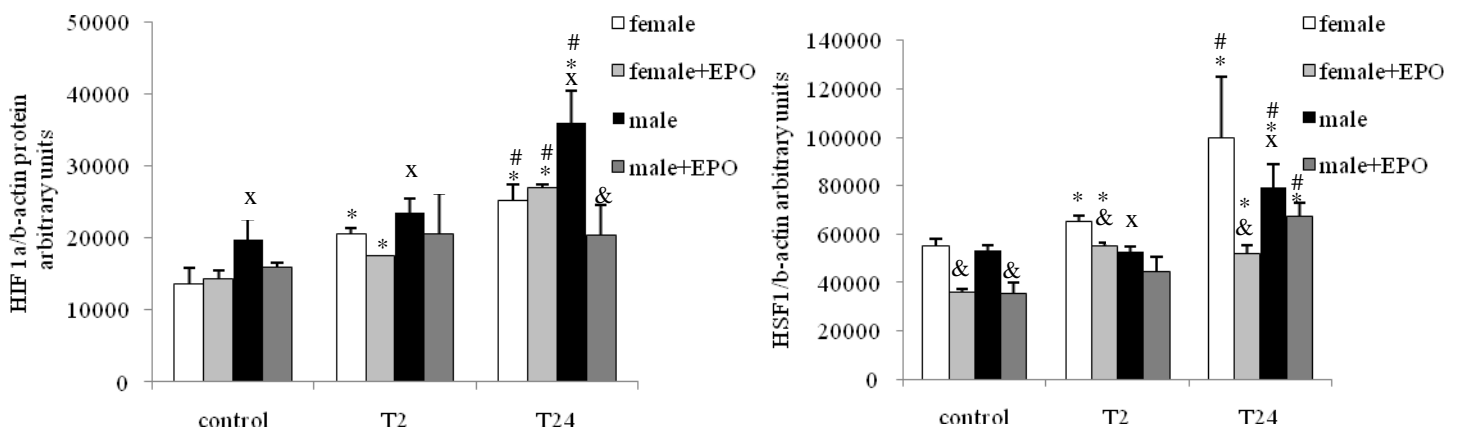 HIF 1a/b-actin protein
arbitrary units
50000
40000
30000
20000
10000
0
control
T2
T24
female
female+EPO
male
male+EPO
x
*
*
x
#
*
#
*
#
*
x
&
HSF1/b-actin arbitrary units
140000
120000
100000
80000
60000
40000
20000
0
control
T2
T24
female
female+EPO
male
male+EPO
&
&
*
*
&
x
#
*
*
&
#
*
x
#
*